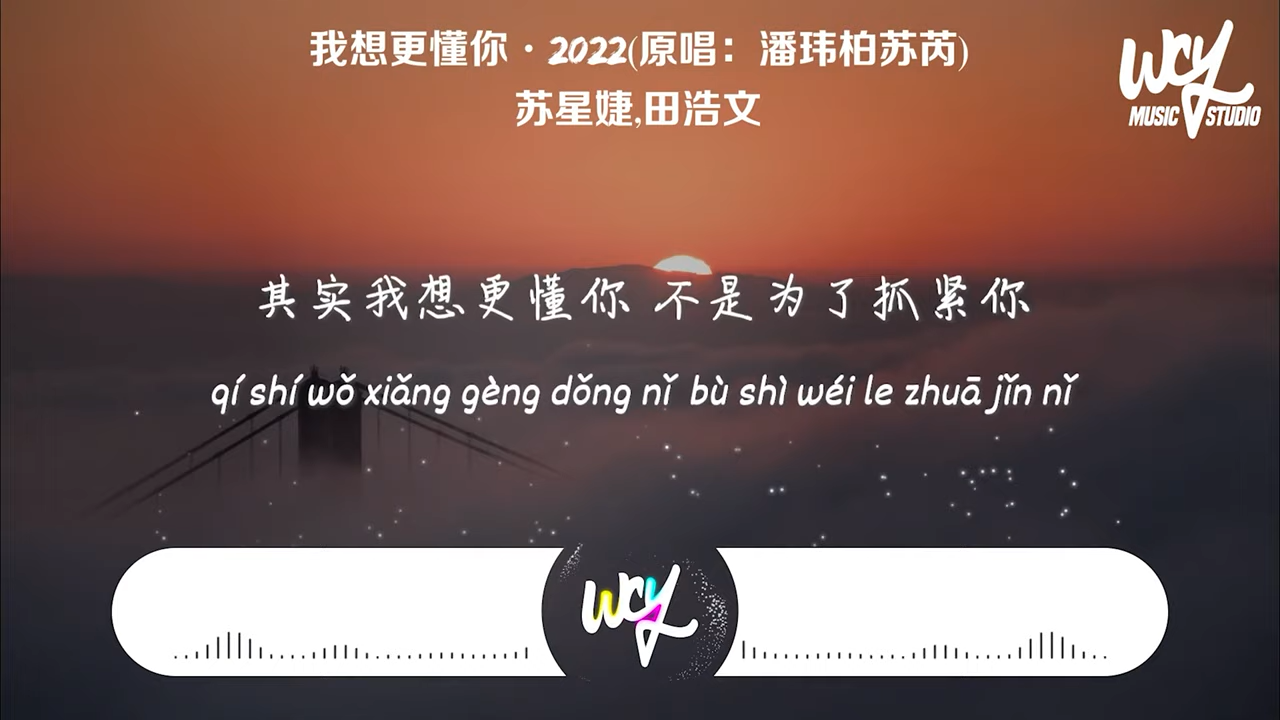 我想更懂你·2022(原唱：潘玮柏苏芮)
苏星婕,田浩文
WCY
MUSIC STUDIO
其实我想更懂你 不是为了抓紧你
qí shí wǒ xiǎng gèng dǒng nǐ bù shì wéi le zhuā jǐn nǐ
WCY